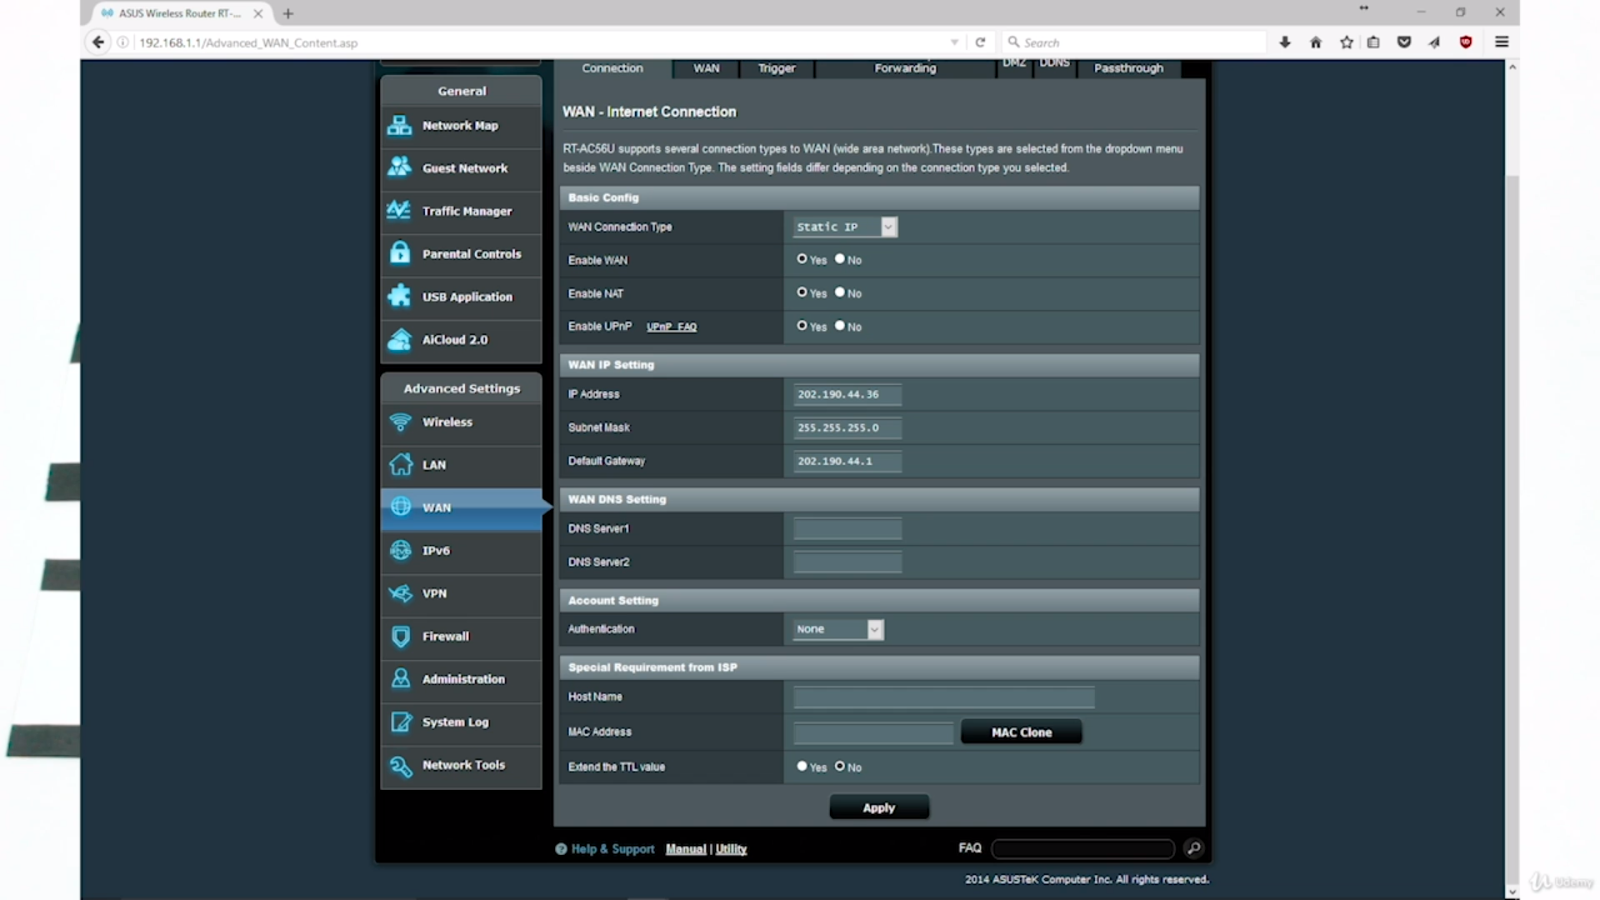 ASUS Wireless Router RT-...
192.168.1.1/Advanced_WAN_Content.asp
Search
Connection
WAN
Trigger
Forwarding
DMZ
DDNS
Passthrough
General
Network Map
Guest Network
Traffic Manager
Parental Controls
USB Application
AiCloud 2.0
Advanced Settings
Wireless
LAN
WAN
IPv6
VPN
Firewall
Administration
System Log
Network Tools
WAN - Internet Connection
RT-AC56U supports several connection types to WAN (wide area network).These types are selected from the dropdown menu
beside WAN Connection Type. The setting fields differ depending on the connection type you selected.
Basic Config
WAN Connection Type Static IP
Enable WAN Yes No
Enable NAT Yes No
Enable UPnP UPnP FAQ Yes No
WAN IP Setting
IP Address 202.190.44.36
Subnet Mask 255.255.255.0
Default Gateway 202.190.44.1
WAN DNS Setting
DNS Server1
DNS Server2
Account Setting
Authentication None
Special Requirement from ISP
Host Name
MAC Address MAC Clone
Extend the TTL value Yes No
Apply
Help & Support Manual | Utility FAQ
2014 ASUSTeK Computer Inc. All rights reserved.
Udemy